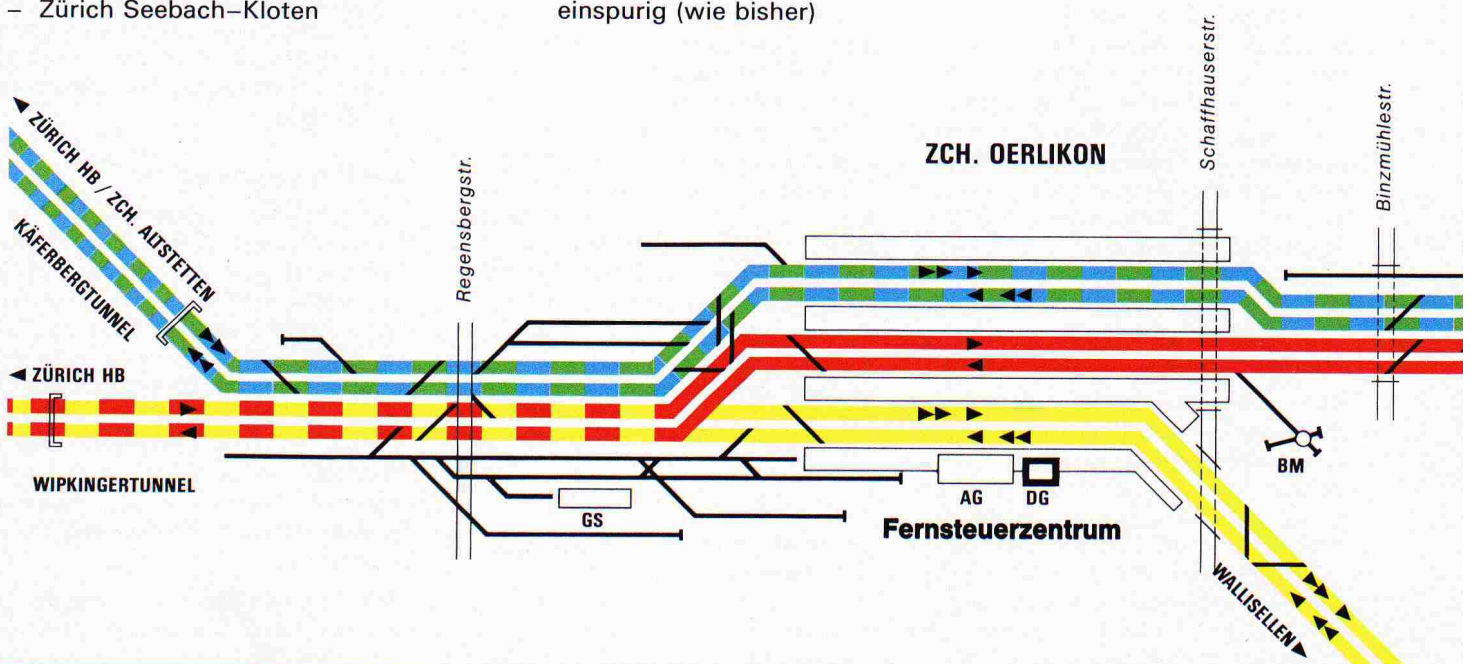 – Zürich Seebach–Kloten einspurig (wie bisher)
ZÜRICH HB / ZCH. ALTSTETTEN
KÄFERBERGTUNNEL
Regensbergstr.
ZCH. OERLIKON
Schaffhauserstr.
Binzmühlestr.
ZÜRICH HB
WIPKINGERTUNNEL
GS
AG
DG
BM
Fernsteuerzentrum
WALLISELLEN